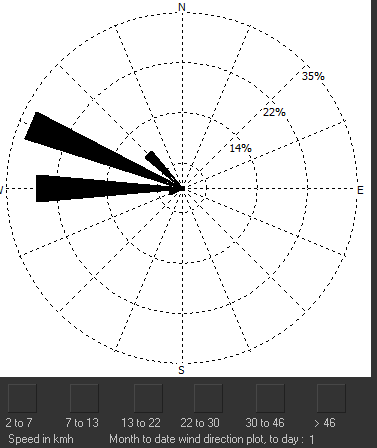 N
35%
22%
14%
W E
S
2 to 7 7 to 13 13 to 22 22 to 30 30 to 46 > 46
Speed in kmh Month to date wind direction plot, to day : 1